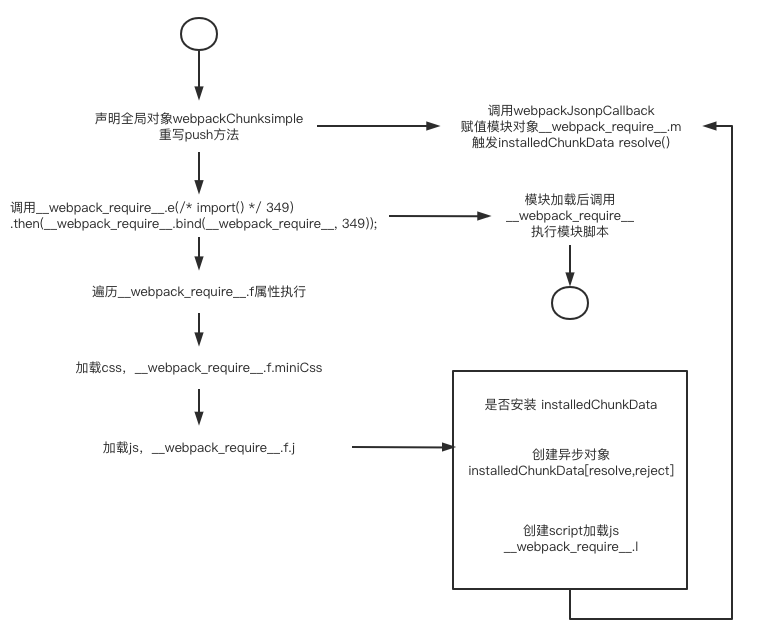 声明全局对象webpackChunksimple
重写push方法
调用webpackJsonpCallback
赋值模块对象__webpack_require__.m
触发installedChunkData resolve()
调用__webpack_require__.e(/* import() */ 349)
.then(__webpack_require__.bind(__webpack_require__, 349));
模块加载后调用
__webpack_require__
执行模块脚本
遍历__webpack_require__.f属性执行
加载css，__webpack_require__.f.miniCss
加载js，__webpack_require__.f.j
是否安装 installedChunkData
创建异步对象
installedChunkData[resolve,reject]
创建script加载js
__webpack_require__.l